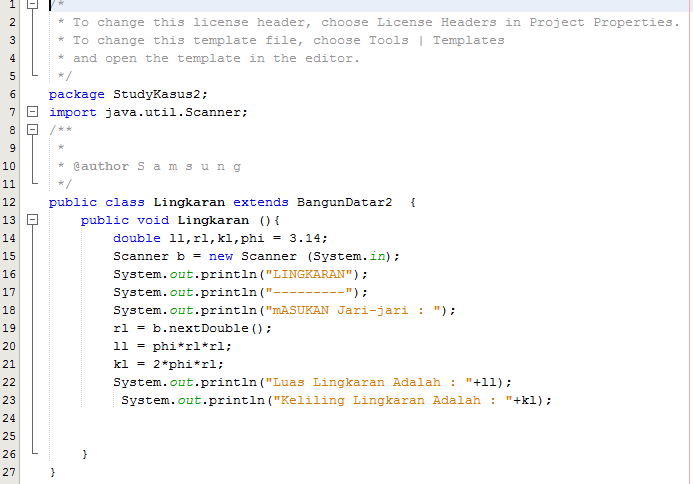 1 /*
2 * To change this license header, choose License Headers in Project Properties.
3 * To change this template file, choose Tools | Templates
4 * and open the template in the editor.
5 */
6 package StudyKasus2;
7 import java.util.Scanner;
8 /**
9 *
10 * @author S a m s u n g
11 */
12 public class Lingkaran extends BangunDatar2  {
13     public void Lingkaran (){
14         double ll,rl,kl,phi = 3.14;
15         Scanner b = new Scanner (System.in);
16         System.out.println("LINGKARAN");
17         System.out.println("---------");
18         System.out.println("mASUKAN Jari-jari : ");
19         rl = b.nextDouble();
20         ll = phi*rl*rl;
21         kl = 2*phi*rl;
22         System.out.println("Luas Lingkaran Adalah : "+ll);
23          System.out.println("Keliling Lingkaran Adalah : "+kl);
24
25
26     }
27 }